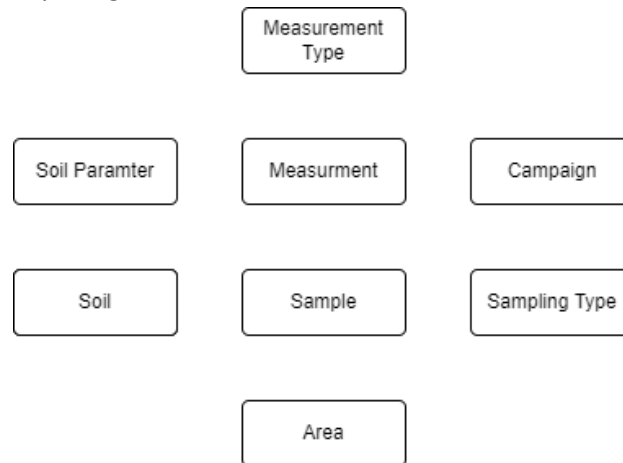 Measurement
Type
Soil Paramter
Measurment
Campaign
Soil
Sample
Sampling Type
Area